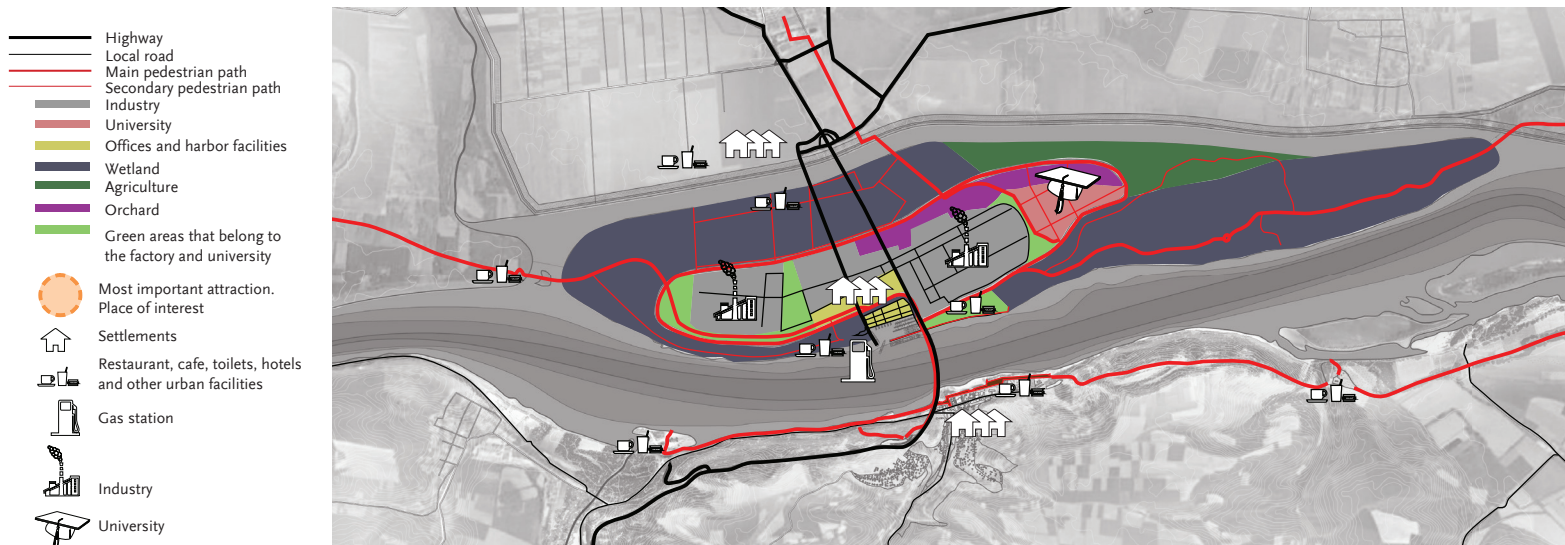 Highway
Local road
Main pedestrian path
Secondary pedestrian path
Industry
University
Offices and harbor facilities
Wetland
Agriculture
Orchard
Green areas that belong to
the factory and university
Most important attraction.
Place of interest
Settlements
Restaurant, cafe, toilets, hotels
and other urban facilities
Gas station
Industry
University